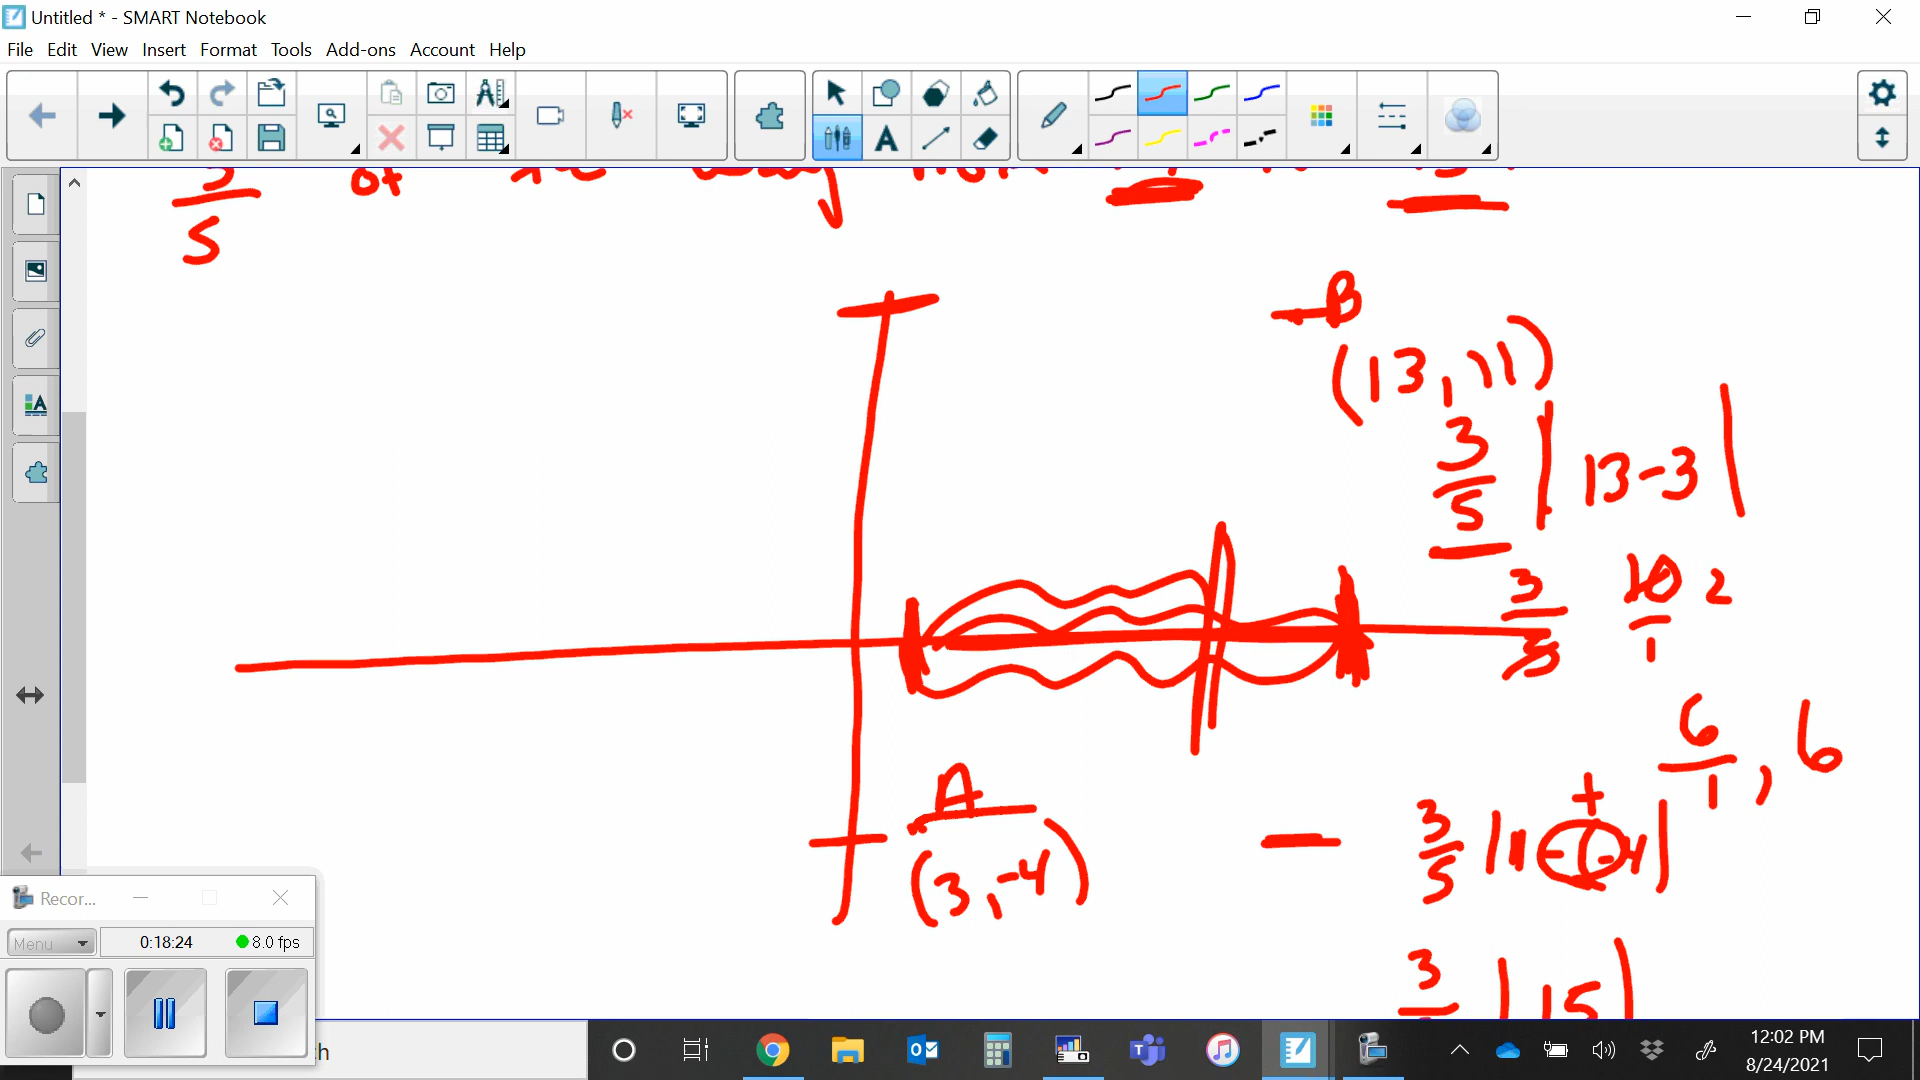 Untitled * - SMART Notebook
File Edit View Insert Format Tools Add-ons Account Help
3/5 of
B
(13, 11)
3/5 |13-3|
3/5 10/1 2
6/1, 6
A
(3, -4)
3/5 |11-(-4)|
+
3 |15|
Recor...
Menu 0:18:24 8.0 fps
12:02 PM
8/24/2021